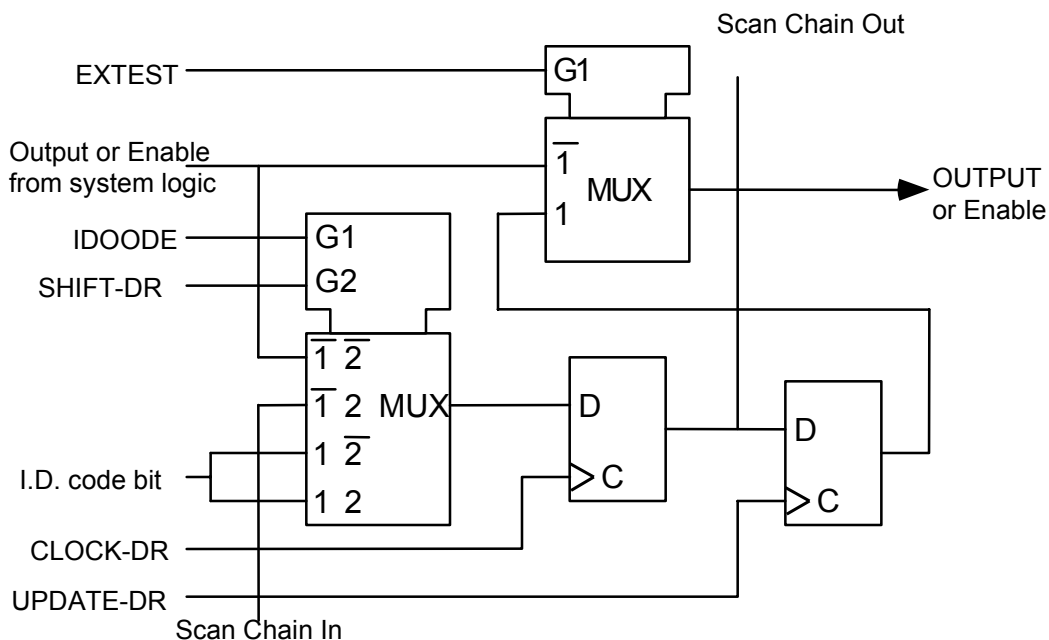 Scan Chain Out
EXTEST
G1
Output or Enable
from system logic
1
MUX
1
OUTPUT
or Enable
IDOODE
G1
SHIFT-DR
G2
1 2
1 2 MUX
1 2
1 2
D
C
D
C
I.D. code bit
CLOCK-DR
UPDATE-DR
Scan Chain In